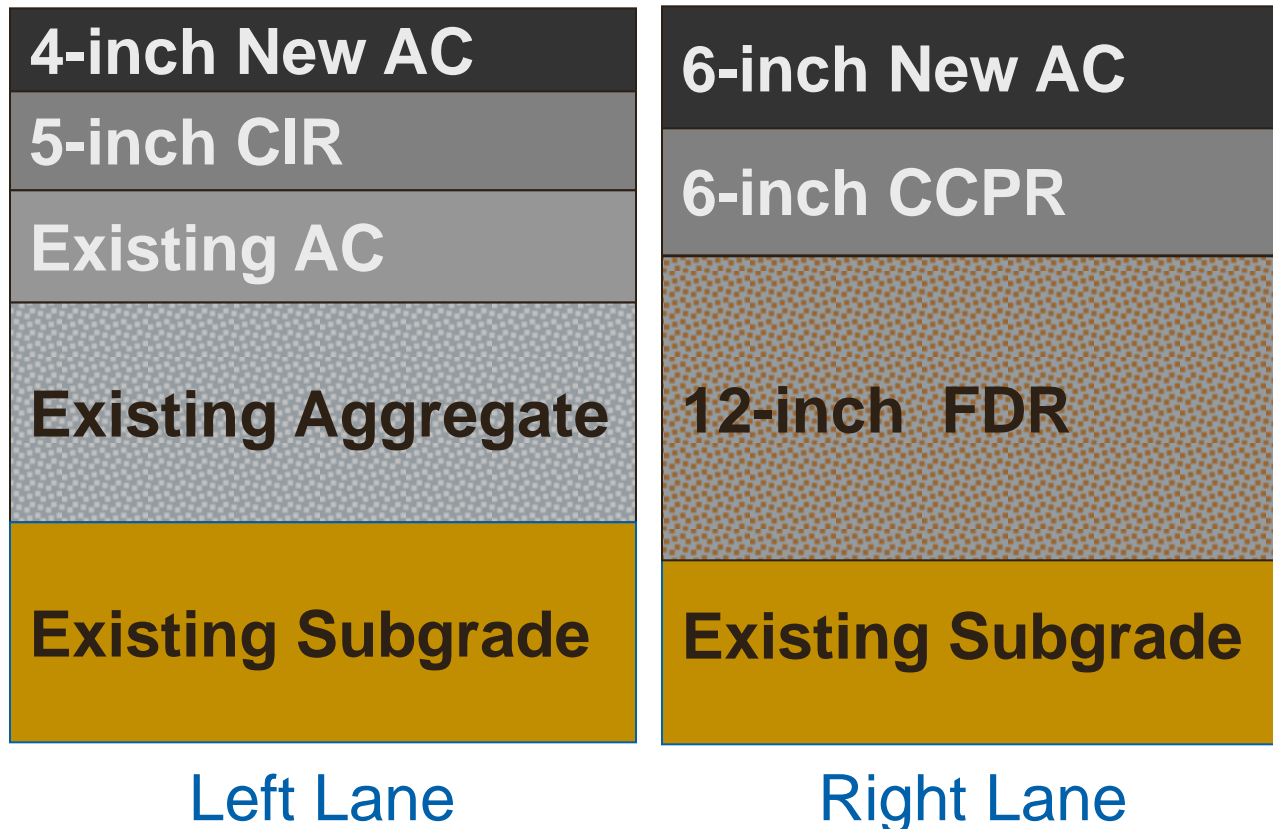 4-inch New AC
5-inch CIR
Existing AC
Existing Aggregate
Existing Subgrade
Left Lane
6-inch New AC
6-inch CCPR
12-inch  FDR
Existing Subgrade
Right Lane